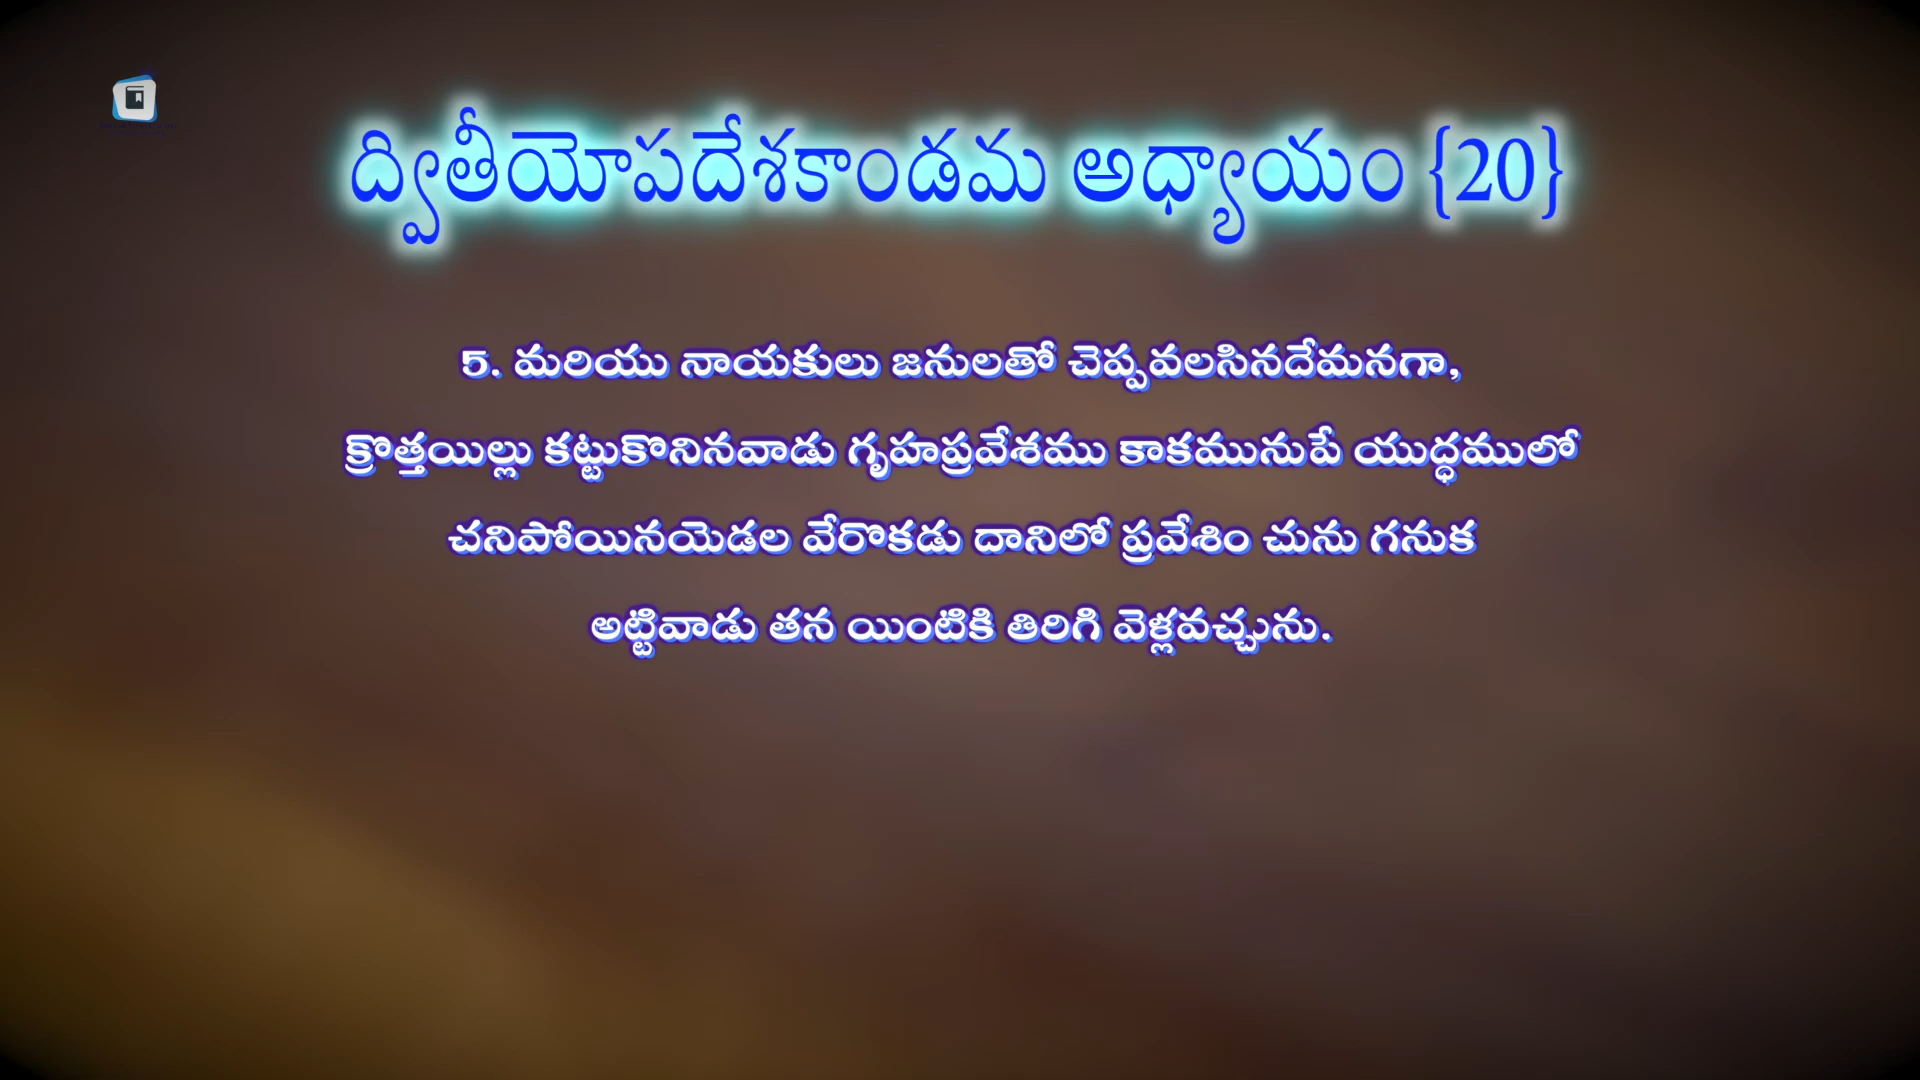 ద్వితీయోపదేశకాండమ అధ్యాయం {20}
5. మరియు నాయకులు జనులతో చెప్పవలసినదేమనగా,
క్రొత్తయిల్లు కట్టుకొనినవాడు గృహప్రవేశము కాకమునుపే యుద్ధములో
చనిపోయినయెడల వేరొకడు దానిలో ప్రవేశిం చును గనుక
అట్టివాడు తన యింటికి తిరిగి వెళ్లవచ్చును.